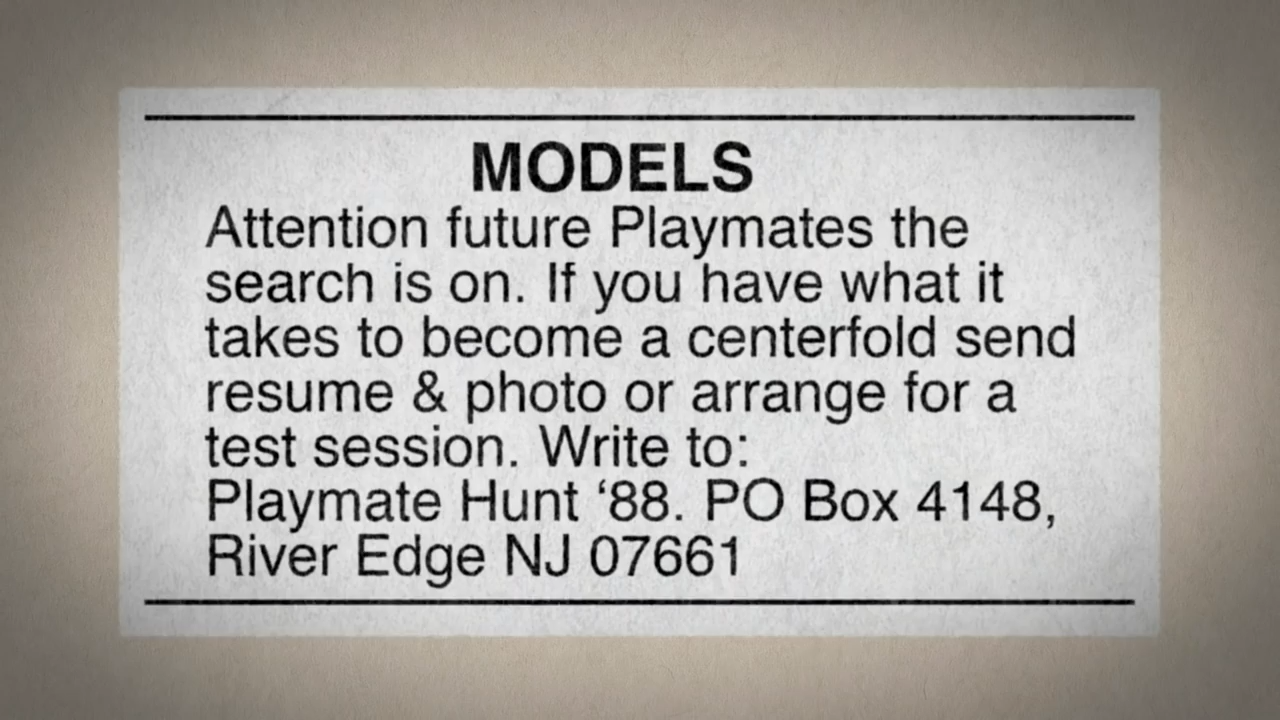 MODELS
Attention future Playmates the
search is on. If you have what it
takes to become a centerfold send
resume & photo or arrange for a
test session. Write to:
Playmate Hunt ‘88. PO Box 4148,
River Edge NJ 07661